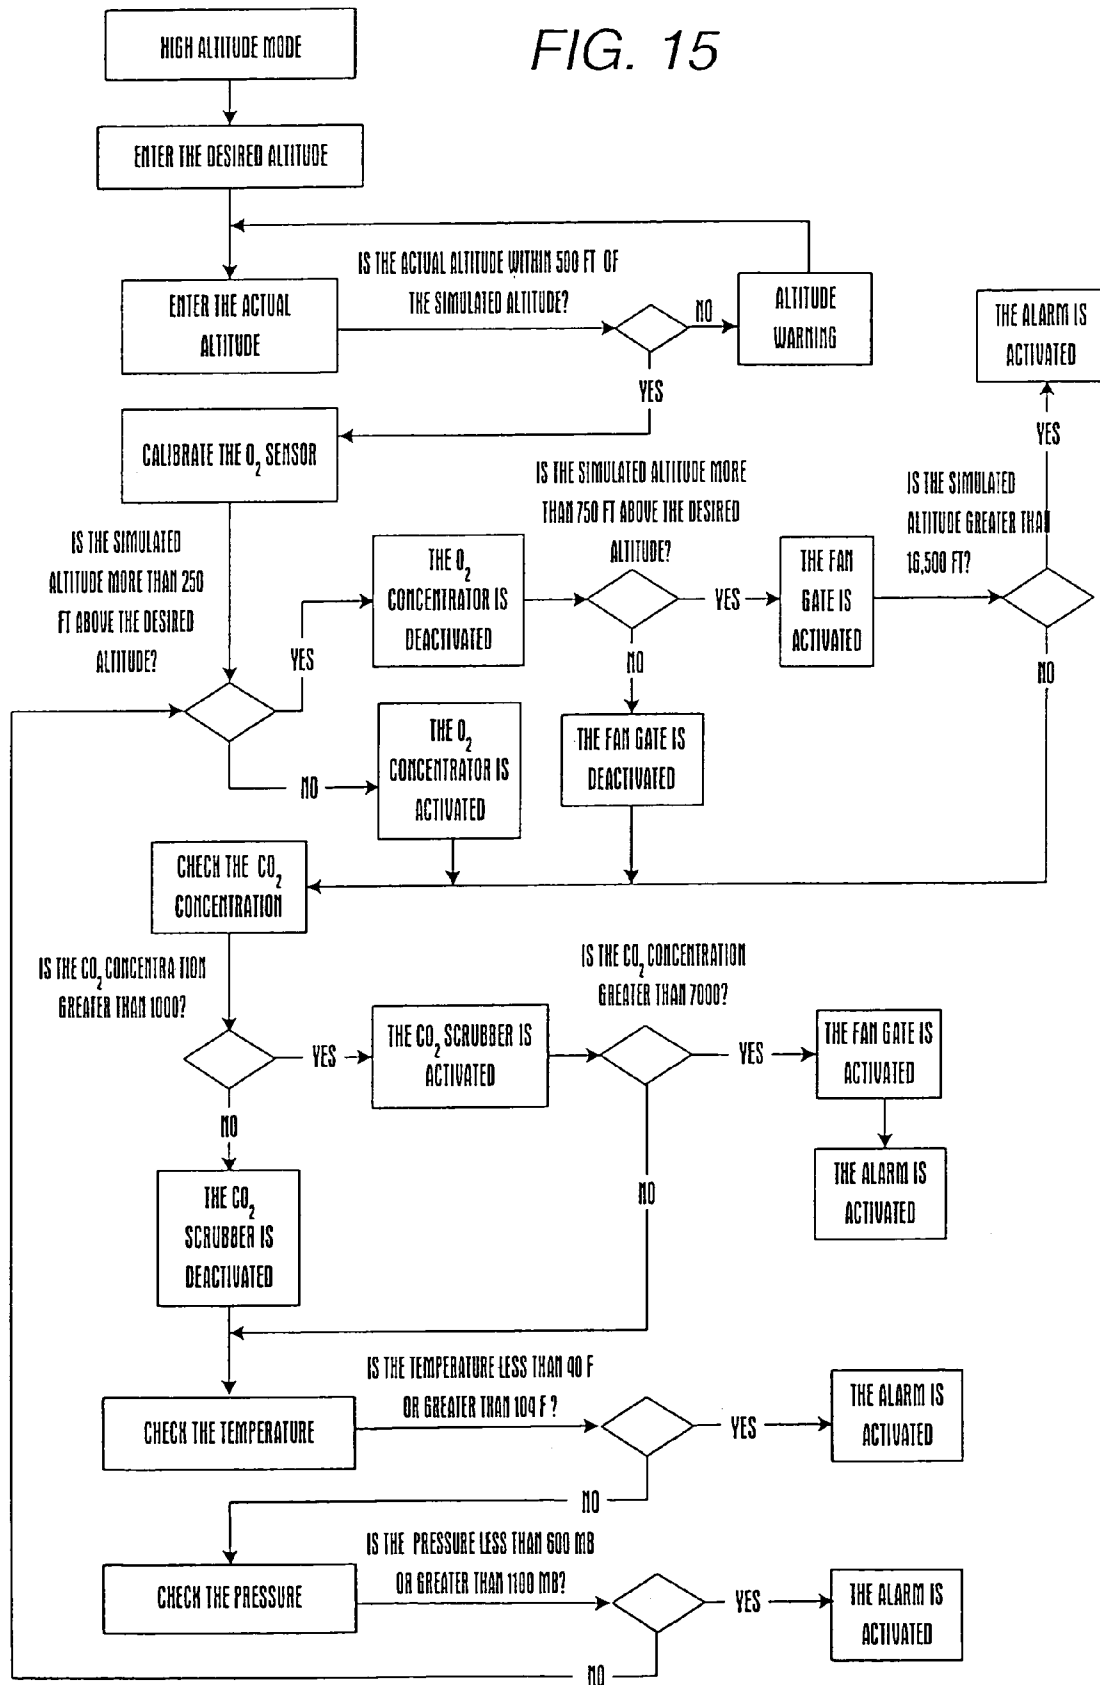 FIG. 15
HIGH ALTITUDE MODE
ENTER THE DESIRED ALTITUDE
IS THE ACTUAL ALTITUDE WITHIN 500 FT OF
THE SIMULATED ALTITUDE?
ENTER THE ACTUAL
ALTITUDE
NO
ALTITUDE
WARNING
YES
THE ALARM IS
ACTIVATED
YES
CALIBRATE THE O2 SENSOR
IS THE SIMULATED
ALTITUDE MORE THAN 250
FT ABOVE THE DESIRED
ALTITUDE?
YES
THE O2
CONCENTRATOR IS
DEACTIVATED
IS THE SIMULATED ALTITUDE MORE
THAN 750 FT ABOVE THE DESIRED
ALTITUDE?
YES
THE FAN
GATE IS
ACTIVATED
IS THE SIMULATED
ALTITUDE GREATER THAN
16,500 FT?
NO
NO
THE FAN GATE IS
DEACTIVATED
NO
THE O2
CONCENTRATOR IS
ACTIVATED
CHECK THE CO2
CONCENTRATION
IS THE CO2 CONCENTRATION
GREATER THAN 1000?
YES
THE CO2 SCRUBBER IS
ACTIVATED
IS THE CO2 CONCENTRATION
GREATER THAN 7000?
YES
THE FAN GATE IS
ACTIVATED
THE ALARM IS
ACTIVATED
NO
NO
THE CO2
SCRUBBER IS
DEACTIVATED
CHECK THE TEMPERATURE
IS THE TEMPERATURE LESS THAN 40 F
OR GREATER THAN 104 F ?
YES
THE ALARM IS
ACTIVATED
NO
CHECK THE PRESSURE
IS THE PRESSURE LESS THAN 600 MB
OR GREATER THAN 1100 MB?
YES
THE ALARM IS
ACTIVATED
NO